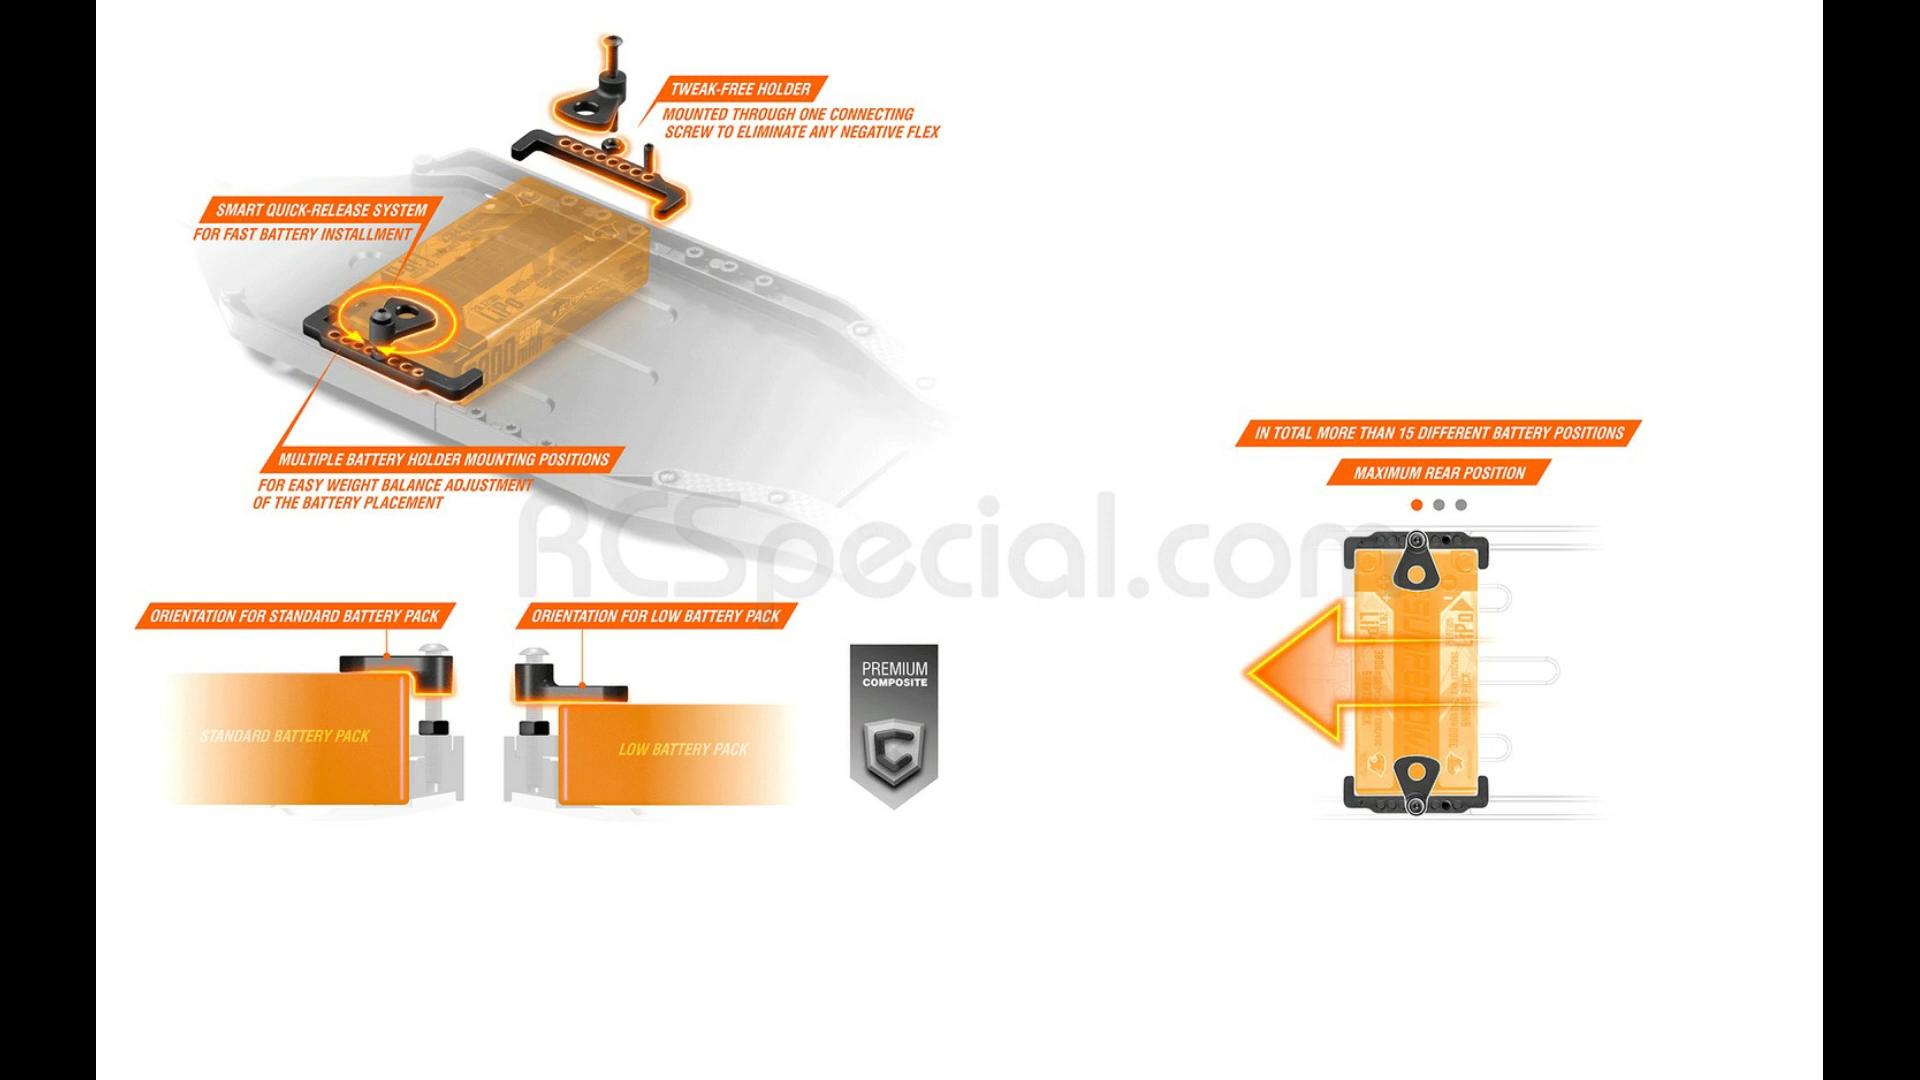 TWEAK-FREE HOLDER
MOUNTED THROUGH ONE CONNECTING
SCREW TO ELIMINATE ANY NEGATIVE FLEX
SMART QUICK-RELEASE SYSTEM
FOR FAST BATTERY INSTALLMENT
LiPo
MULTIPLE BATTERY HOLDER MOUNTING POSITIONS
FOR EASY WEIGHT BALANCE ADJUSTMENT
OF THE BATTERY PLACEMENT
IN TOTAL MORE THAN 15 DIFFERENT BATTERY POSITIONS
MAXIMUM REAR POSITION
RCSpecial.com
LiPo
LiPo
ORIENTATION FOR STANDARD BATTERY PACK
ORIENTATION FOR LOW BATTERY PACK
STANDARD BATTERY PACK
LOW BATTERY PACK
PREMIUM
COMPOSITE